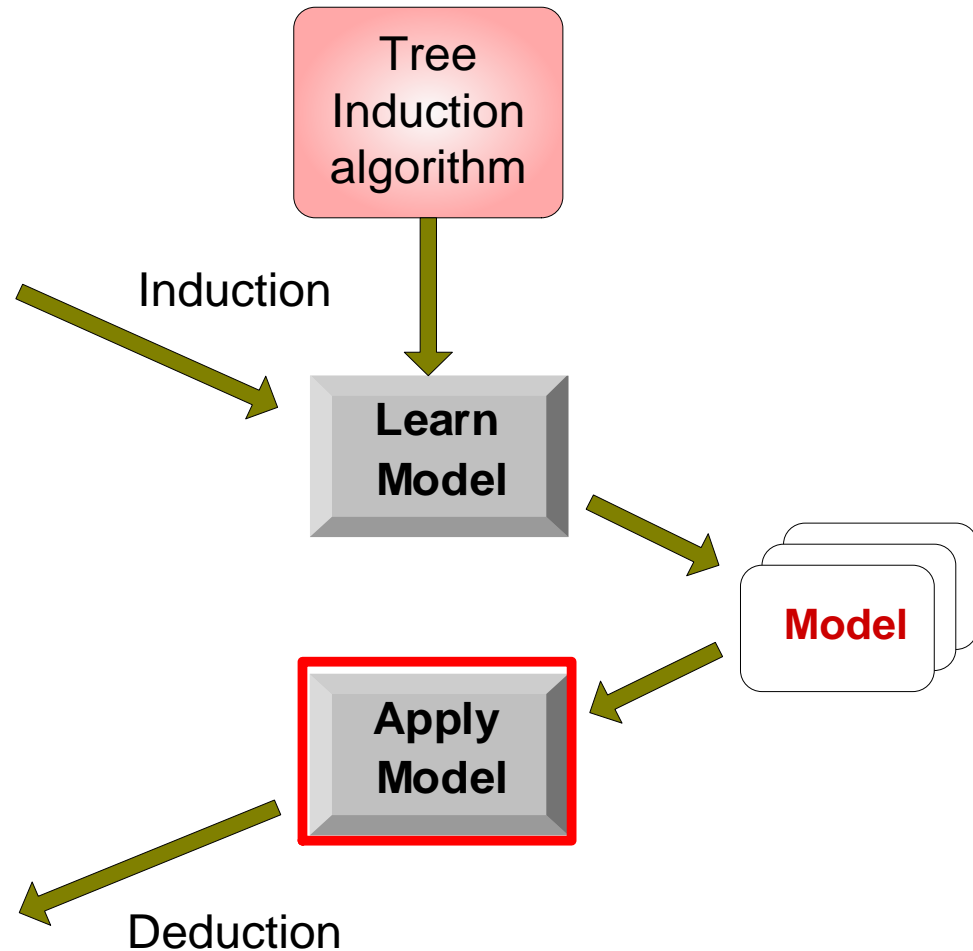 Tree
Induction
algorithm
Induction
Learn
Model
Model
Apply
Model
Deduction